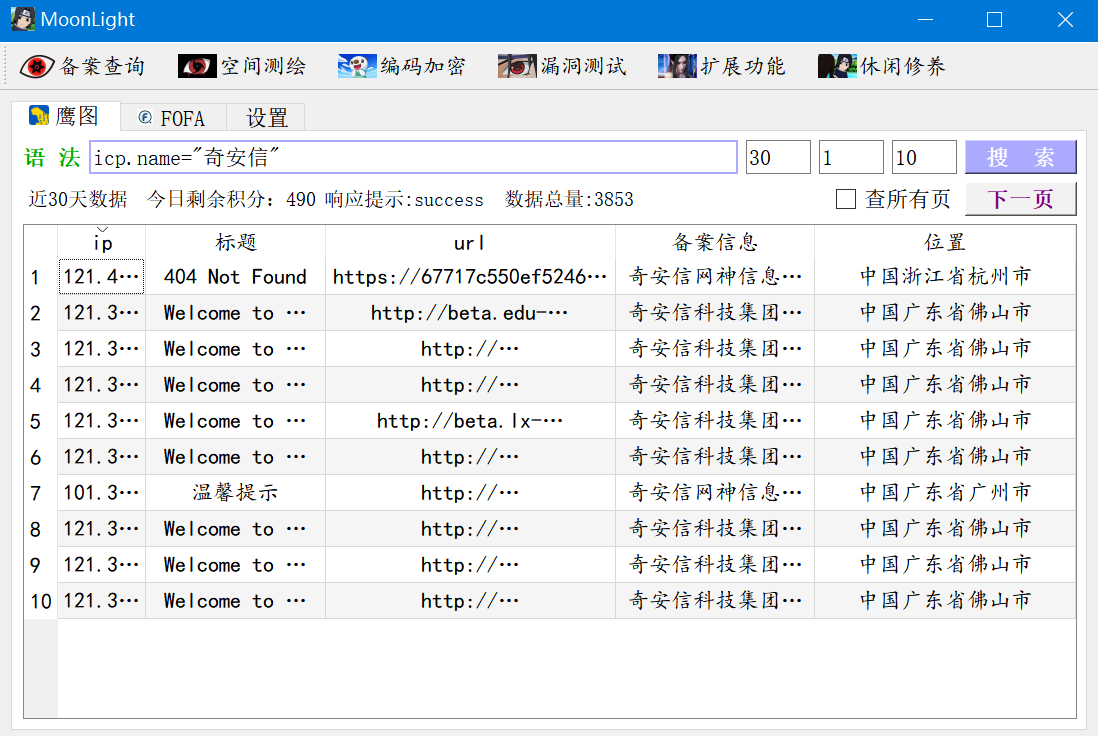 MoonLight
备案查询 空间测绘 编码加密 漏洞测试 扩展功能 休闲修养
鹰图 FOFA 设置
语 法 icp.name="奇安信" 30 1 10 搜 索
近30天数据 今日剩余积分: 490 响应提示:success 数据总量:3853 查所有页 下一页
ip 标题 url 备案信息 位置
1 121.4… 404 Not Found https://67717c550ef5246… 奇安信网神信息… 中国浙江省杭州市
2 121.3… Welcome to … http://beta.edu-… 奇安信科技集团… 中国广东省佛山市
3 121.3… Welcome to … http://… 奇安信科技集团… 中国广东省佛山市
4 121.3… Welcome to … http://… 奇安信科技集团… 中国广东省佛山市
5 121.3… Welcome to … http://beta.lx-… 奇安信科技集团… 中国广东省佛山市
6 121.3… Welcome to … http://… 奇安信科技集团… 中国广东省佛山市
7 101.3… 温馨提示 http://… 奇安信网神信息… 中国广东省广州市
8 121.3… Welcome to … http://… 奇安信科技集团… 中国广东省佛山市
9 121.3… Welcome to … http://… 奇安信科技集团… 中国广东省佛山市
10 121.3… Welcome to … http://… 奇安信科技集团… 中国广东省佛山市